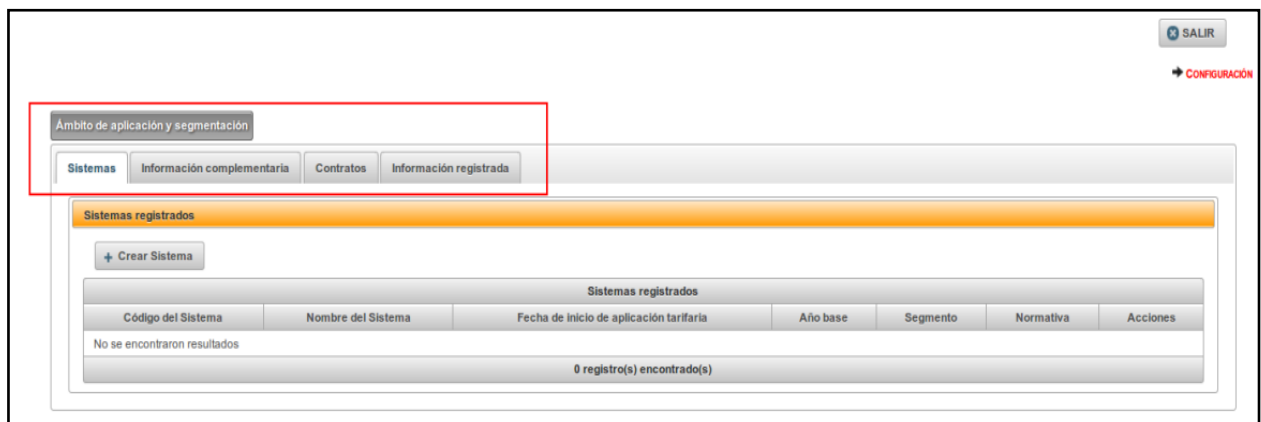 SALIR
CONFIGURACIÓN
Ámbito de aplicación y segmentación
Sistemas Información complementaria Contratos Información registrada
Sistemas registrados
+ Crear Sistema
Sistemas registrados
Código del Sistema Nombre del Sistema Fecha de inicio de aplicación tarifaria Año base Segmento Normativa Acciones
No se encontraron resultados
0 registro(s) encontrado(s)